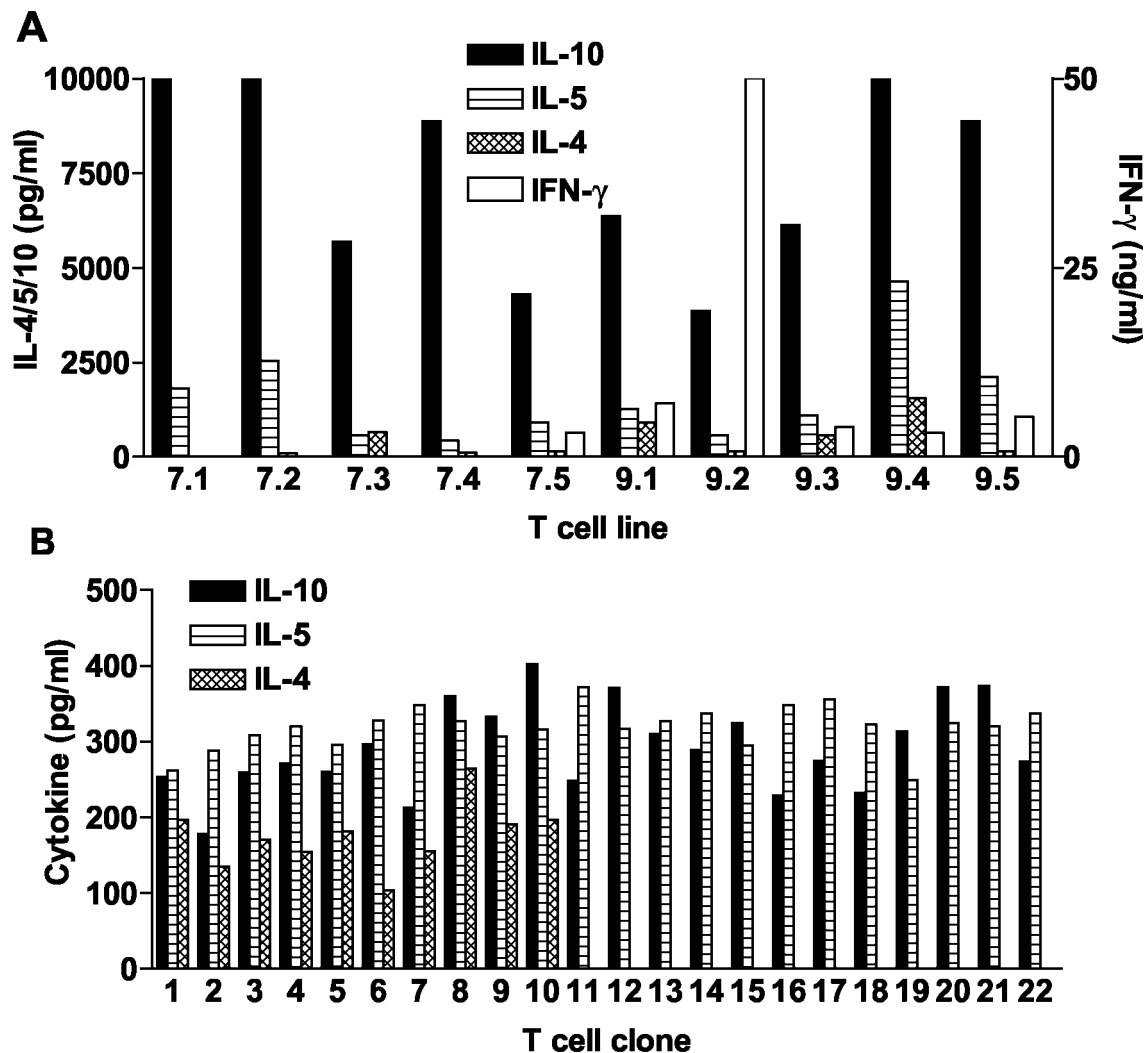 A
IL-10
IL-5
IL-4
IFN-γ
10000
7500
5000
2500
0
IL-4/5/10 (pg/ml)
50
25
0
IFN-γ (ng/ml)
7.1 7.2 7.3 7.4 7.5 9.1 9.2 9.3 9.4 9.5
T cell line
B
IL-10
IL-5
IL-4
500
400
300
200
100
0
Cytokine (pg/ml)
1 2 3 4 5 6 7 8 9 10 11 12 13 14 15 16 17 18 19 20 21 22
T cell clone